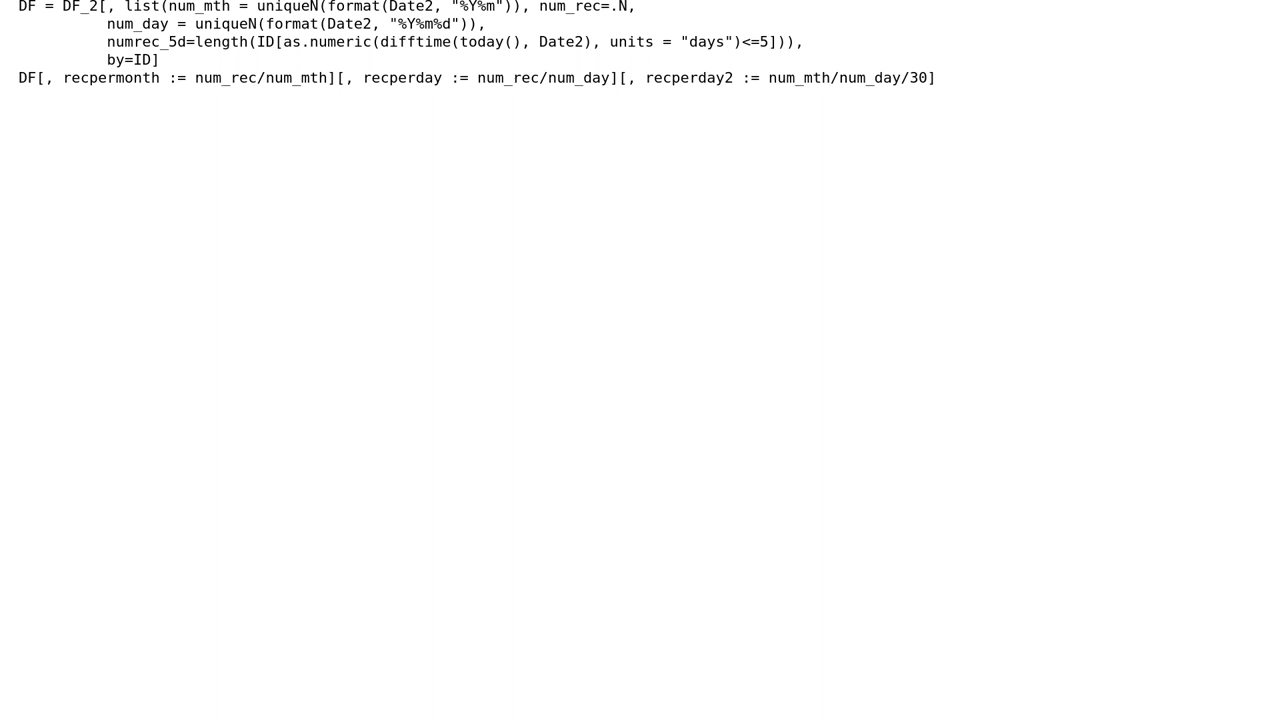 DF = DF_2[, list(num_mth = uniqueN(format(Date2, "%Y%m")), num_rec=.N,
num_day = uniqueN(format(Date2, "%Y%m%d")),
numrec_5d=length(ID[as.numeric(difftime(today(), Date2), units = "days")<=5])),
by=ID]
DF[, recpermonth := num_rec/num_mth][, recperday := num_rec/num_day][, recperday2 := num_mth/num_day/30]